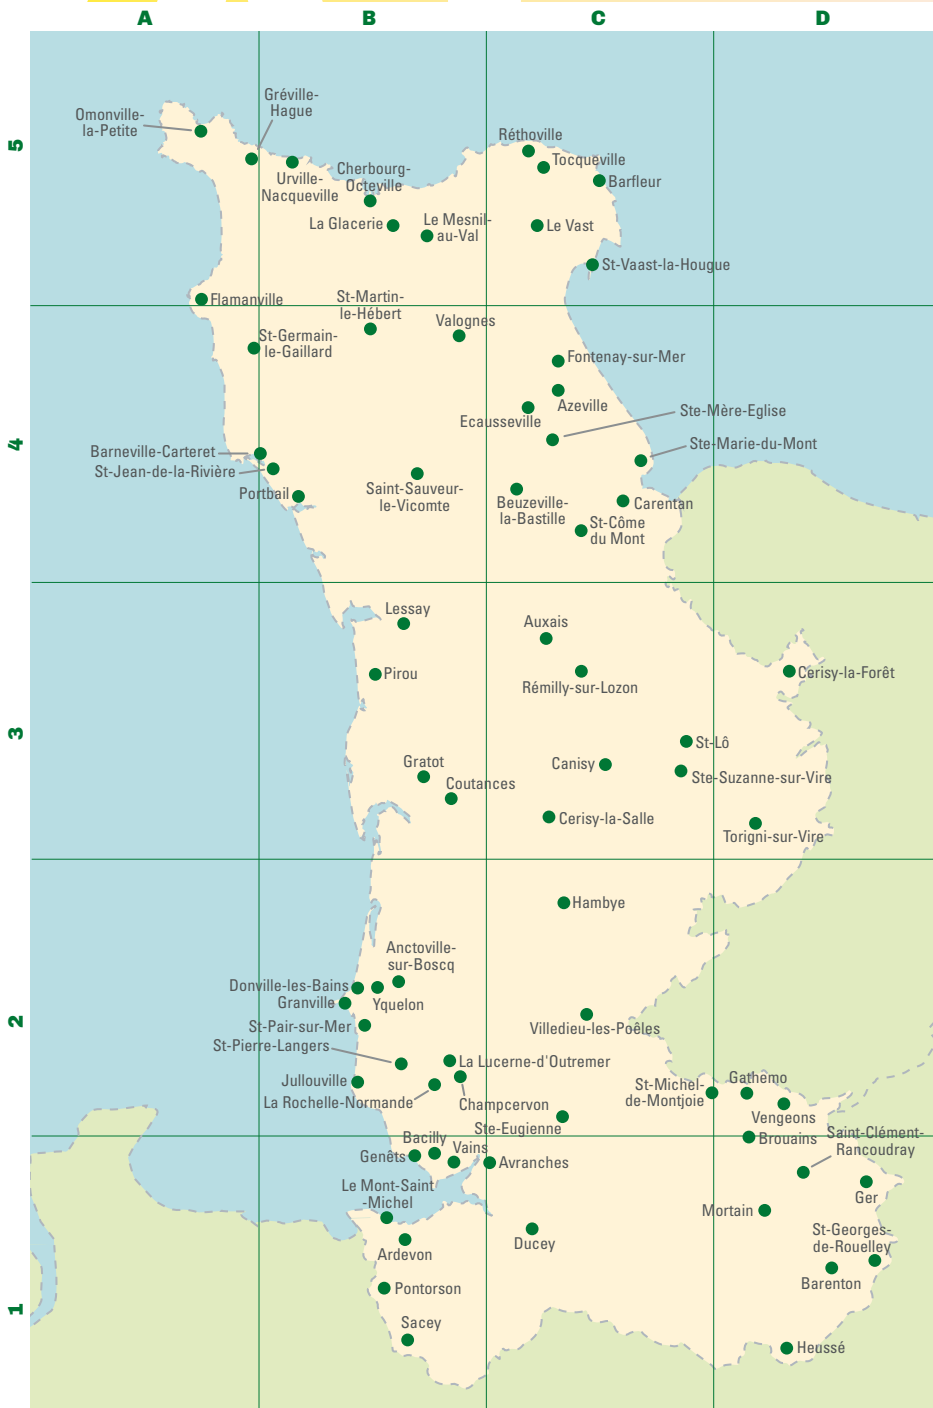 A
B
C
D
5
Gréville-
Hague
Omonville-
la-Petite
Réthoville
Tocqueville
Cherbourg-
Octeville
Urville-
Nacqueville
Barfleur
La Glacerie
Le Mesnil-
au-Val
Le Vast
St-Vaast-la-Hougue
Flamanville
St-Martin-
le-Hébert
Valognes
St-Germain-
le-Gaillard
Fontenay-sur-Mer
Azeville
Ecausseville
Ste-Mère-Eglise
4
Ste-Marie-du-Mont
Barneville-Carteret
St-Jean-de-la-Rivière
Portbail
Saint-Sauveur-
le-Vicomte
Beuzeville-
la-Bastille
Carentan
St-Côme
du Mont
Lessay
Auxais
Pirou
Rémilly-sur-Lozon
Cerisy-la-Forêt
3
St-Lô
Gratot
Canisy
Ste-Suzanne-sur-Vire
Coutances
Cerisy-la-Salle
Torigni-sur-Vire
Hambye
Anctoville-
sur-Boscq
Donville-les-Bains
Granville
Yquelon
2
St-Pair-sur-Mer
Villedieu-les-Poêles
St-Pierre-Langers
La Lucerne-d'Outremer
Jullouville
La Rochelle-Normande
Champcervon
St-Michel-
de-Montjoie
Gathemo
Vengeons
Ste-Eugienne
Brouains
Saint-Clément-
Rancoudray
Bacilly
Vains
Genêts
Avranches
Le Mont-Saint
-Michel
Ger
Mortain
Ducey
St-Georges-
de-Rouelley
Ardevon
Barenton
Pontorson
1
Sacey
Heussé